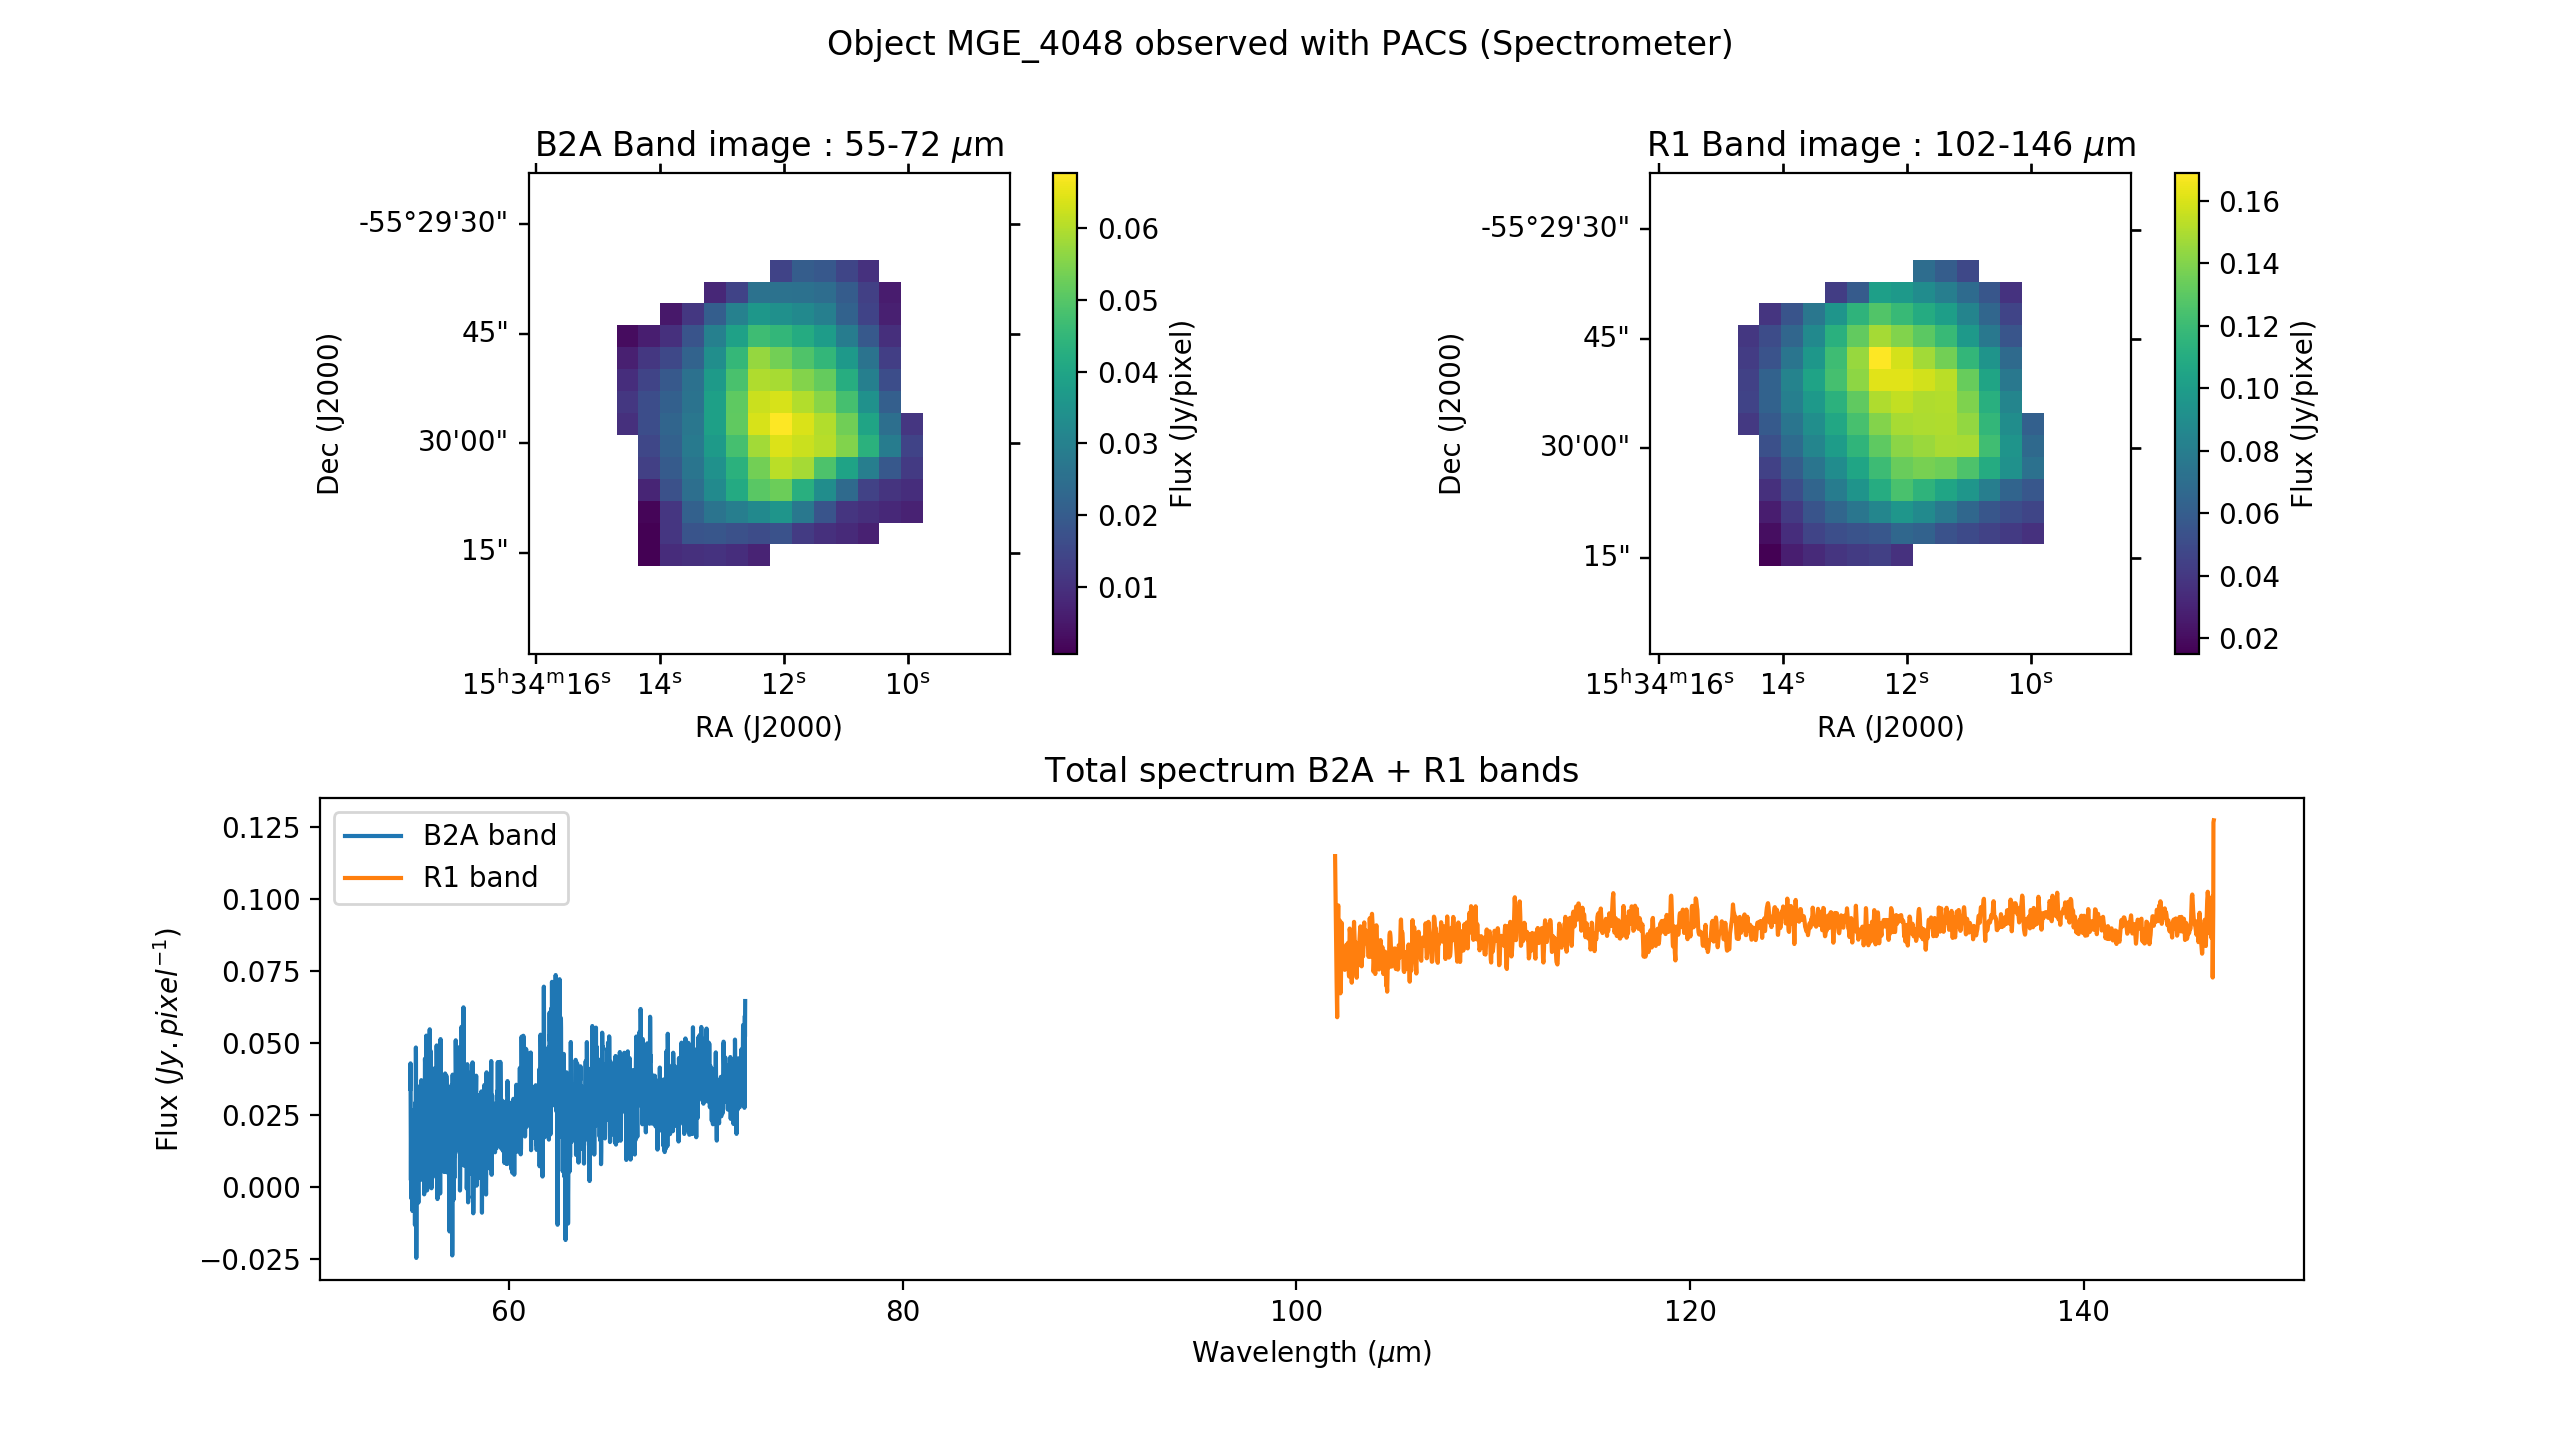 Object MGE_4048 observed with PACS (Spectrometer)
B2A Band image : 55-72 μm
-55°29'30"
45"
30'00"
15"
Dec (J2000)
15ʰ34ᵐ16ˢ 14ˢ 12ˢ 10ˢ
RA (J2000)
0.06
0.05
0.04
0.03
0.02
0.01
Flux (Jy/pixel)
R1 Band image : 102-146 μm
-55°29'30"
45"
30'00"
15"
Dec (J2000)
15ʰ34ᵐ16ˢ 14ˢ 12ˢ 10ˢ
RA (J2000)
0.16
0.14
0.12
0.10
0.08
0.06
0.04
0.02
Flux (Jy/pixel)
Total spectrum B2A + R1 bands
B2A band
R1 band
0.125
0.100
0.075
0.050
0.025
0.000
−0.025
Flux (Jy.pixel⁻¹)
60 80 100 120 140
Wavelength (μm)